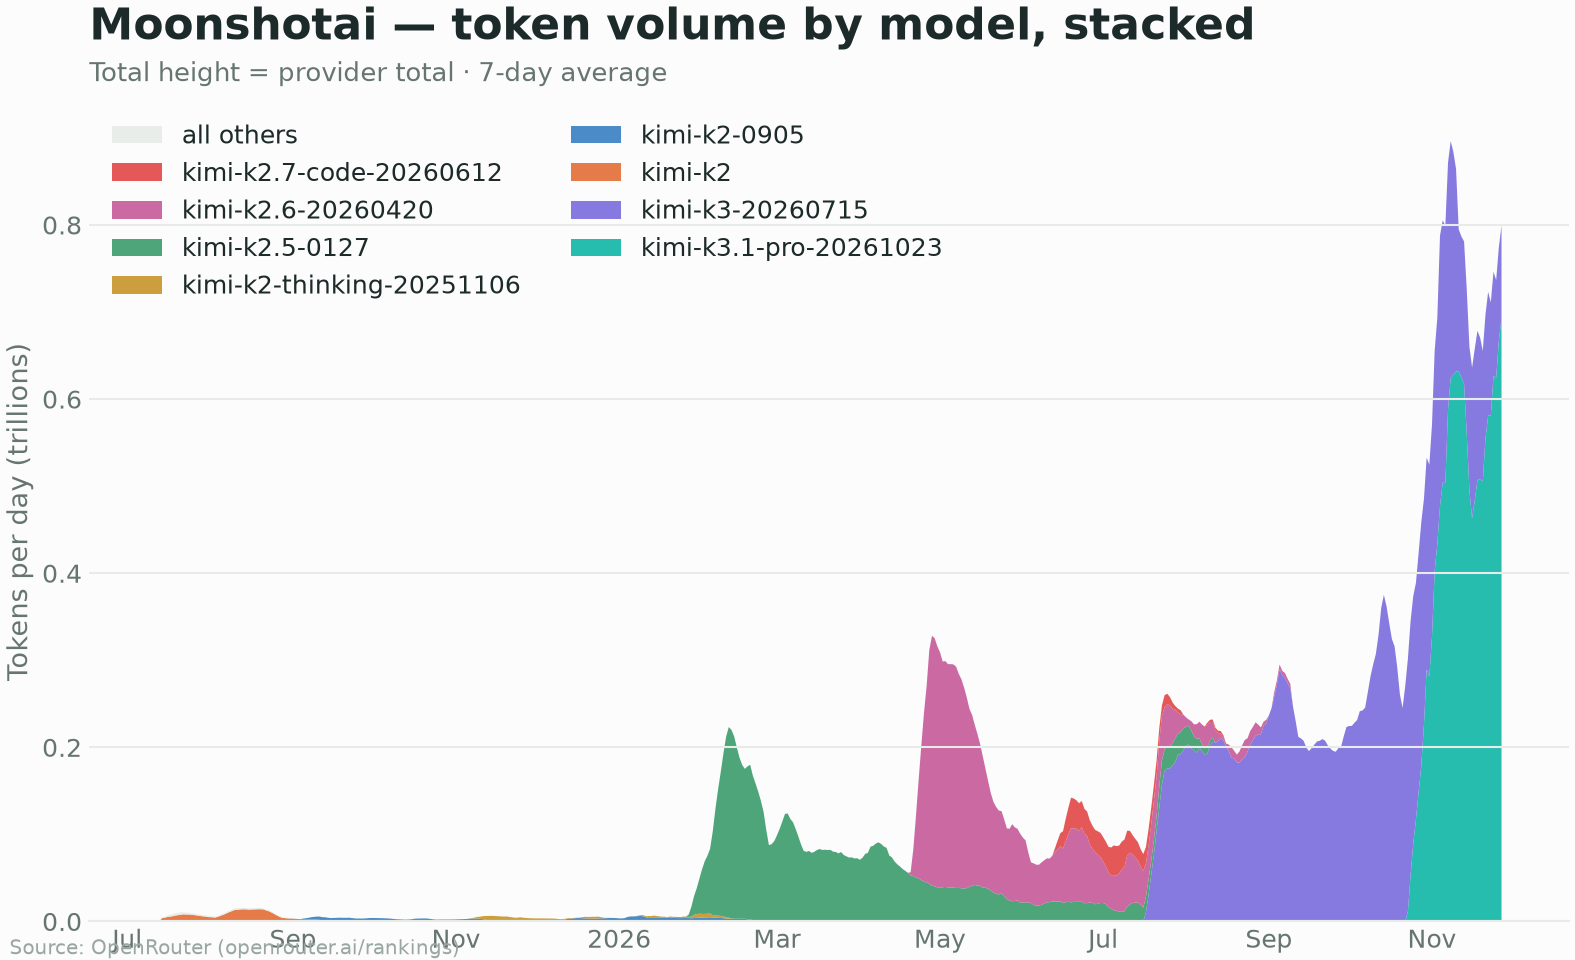 Moonshotai — token volume by model, stacked
Total height = provider total · 7-day average
all others
kimi-k2.7-code-20260612
kimi-k2.6-20260420
kimi-k2.5-0127
kimi-k2-thinking-20251106
kimi-k2-0905
kimi-k2
kimi-k3-20260715
kimi-k3.1-pro-20261023
Tokens per day (trillions)
0.8
0.6
0.4
0.2
0.0
Jul Sep Nov 2026 Mar May Jul Sep Nov
Source: OpenRouter (openrouter.ai/rankings)